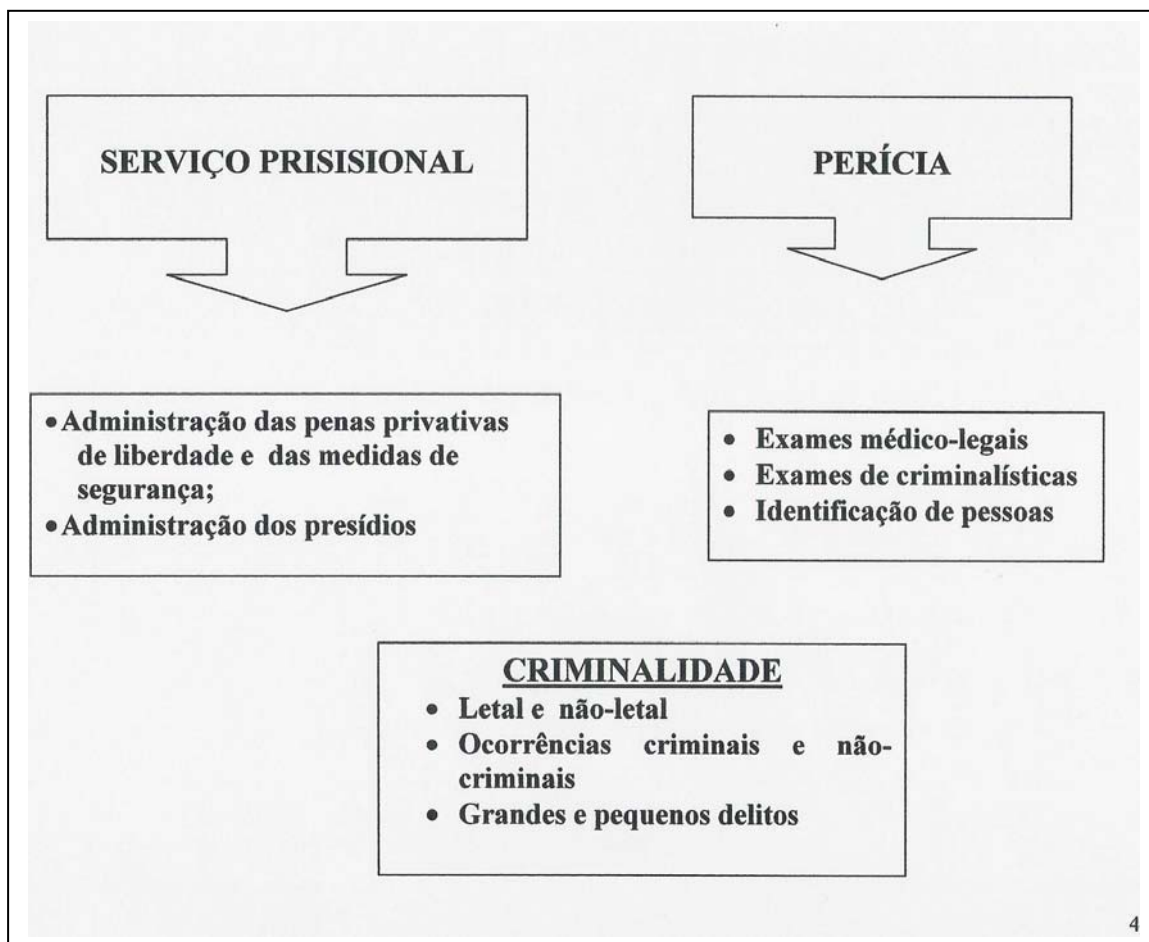 SERVIÇO PRISISIONAL
PERÍCIA
•Administração das penas privativas
de liberdade e das medidas de
segurança;
•Administração dos presídios
• Exames médico-legais
• Exames de criminalísticas
• Identificação de pessoas
CRIMINALIDADE
• Letal e não-letal
• Ocorrências criminais e não-
criminais
• Grandes e pequenos delitos
4